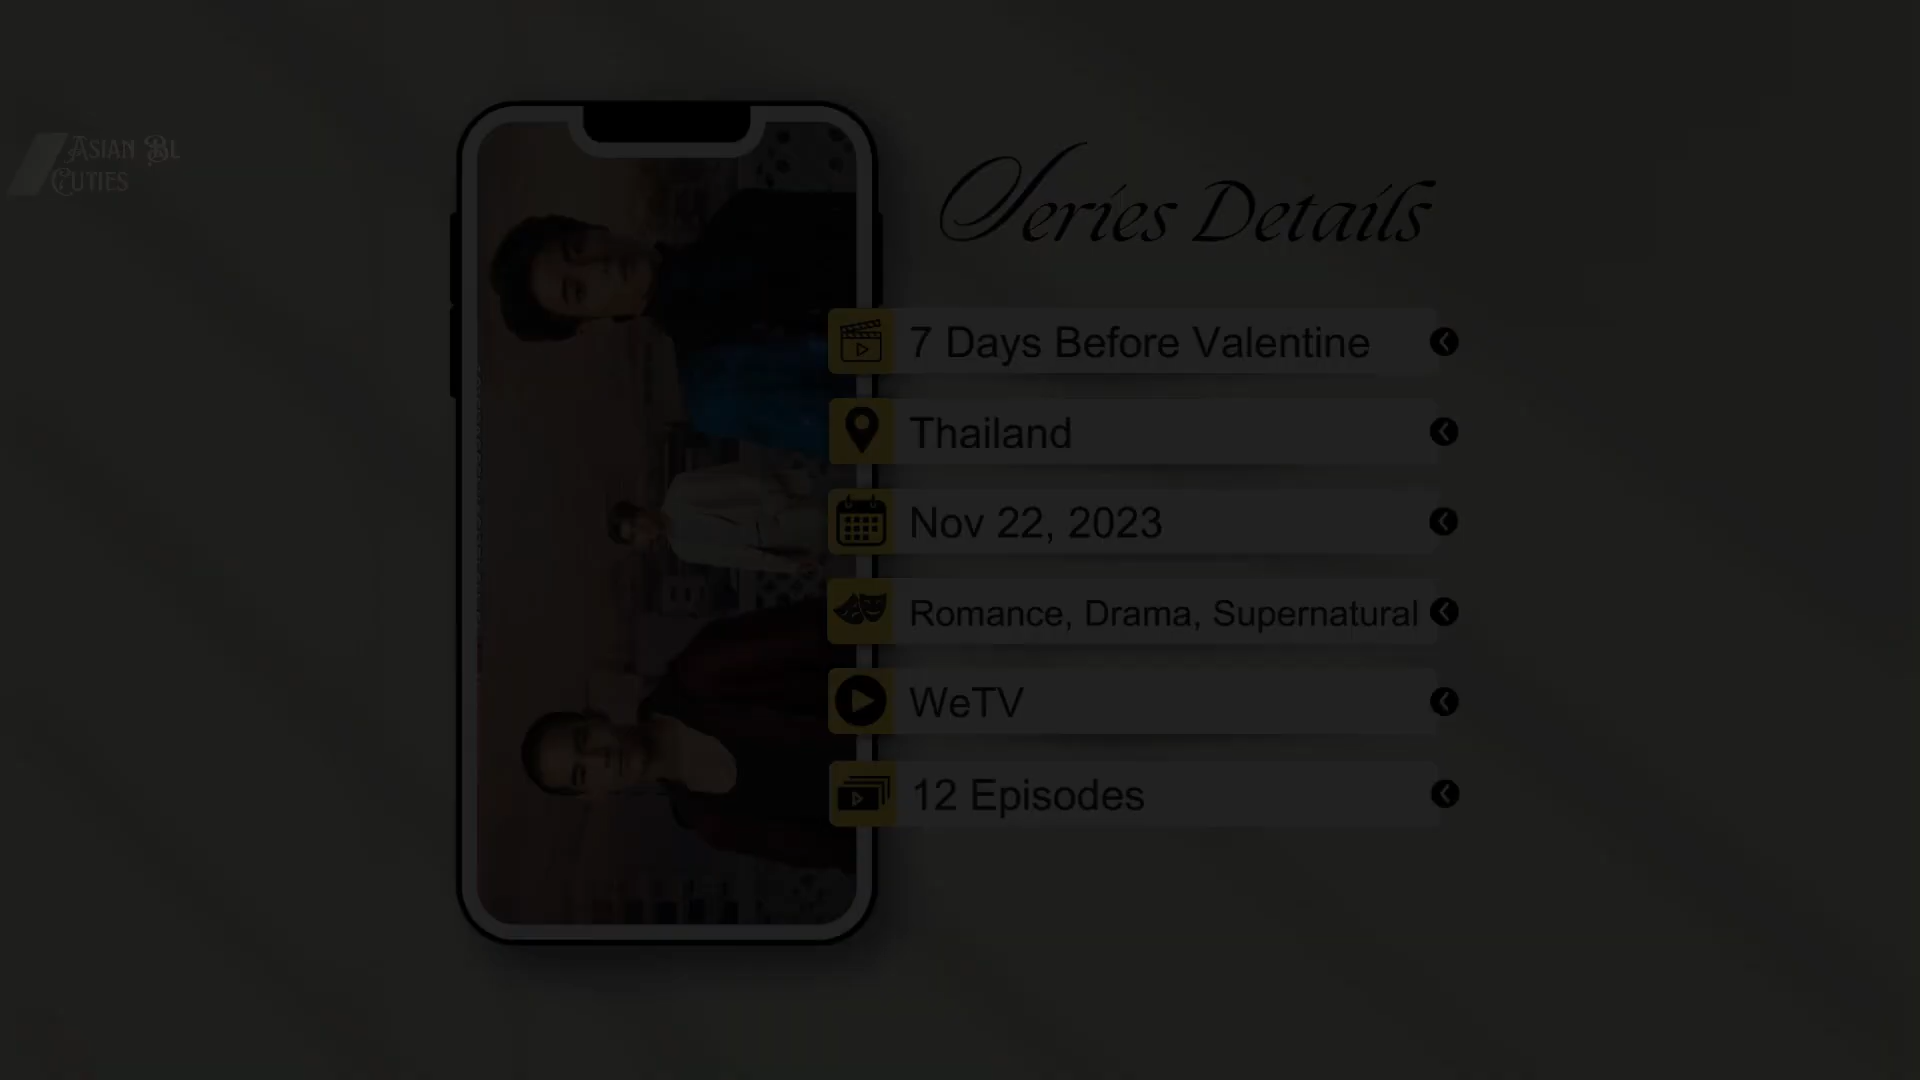 Asian BL
Cuties
Series Details
7 Days Before Valentine
Thailand
Nov 22, 2023
Romance, Drama, Supernatural
WeTV
12 Episodes